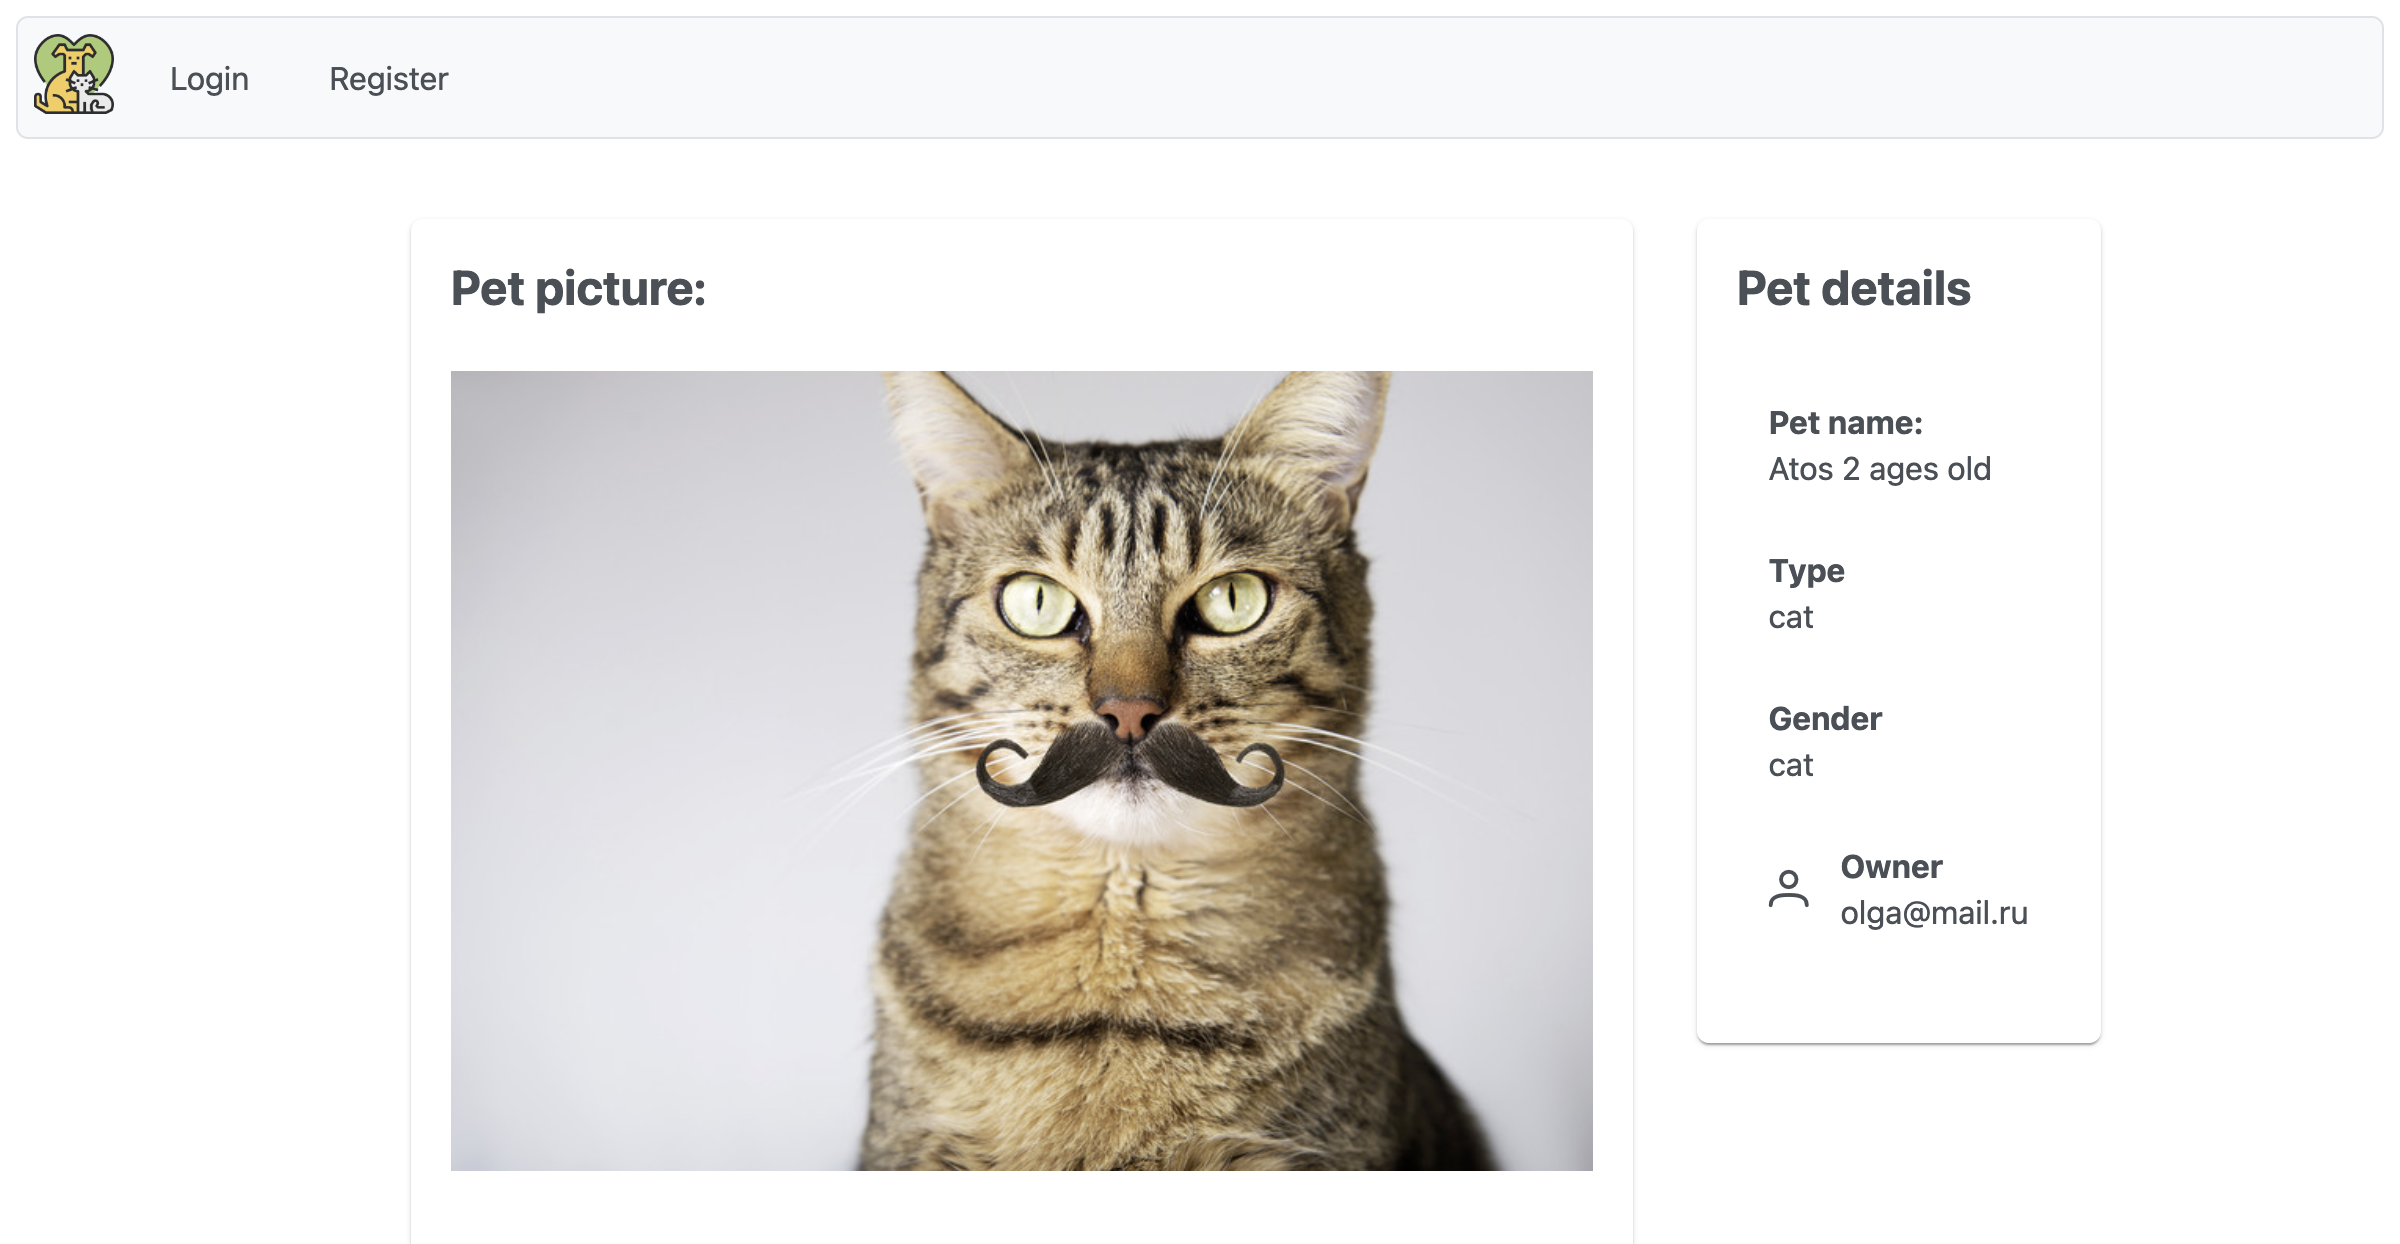 Login
Register
Pet picture:
Pet details
Pet name:
Atos 2 ages old
Type
cat
Gender
cat
Owner
olga@mail.ru